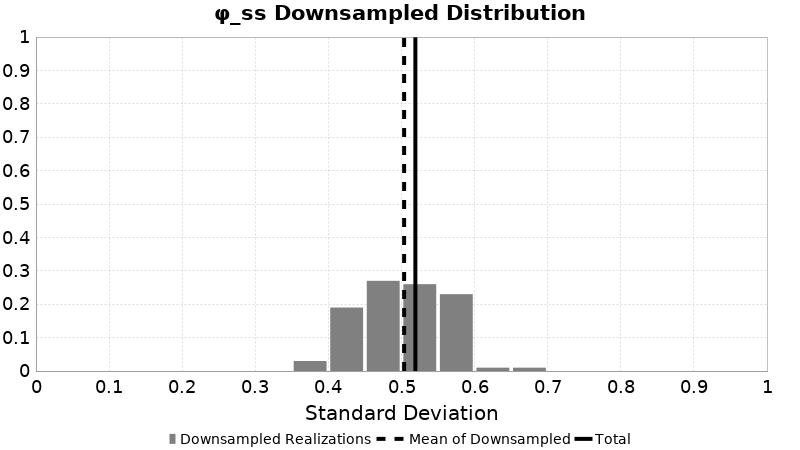 φ_ss Downsampled Distribution
1
0.9
0.8
0.7
0.6
0.5
0.4
0.3
0.2
0.1
0
0 0.1 0.2 0.3 0.4 0.5 0.6 0.7 0.8 0.9 1
Standard Deviation
Downsampled Realizations Mean of Downsampled Total